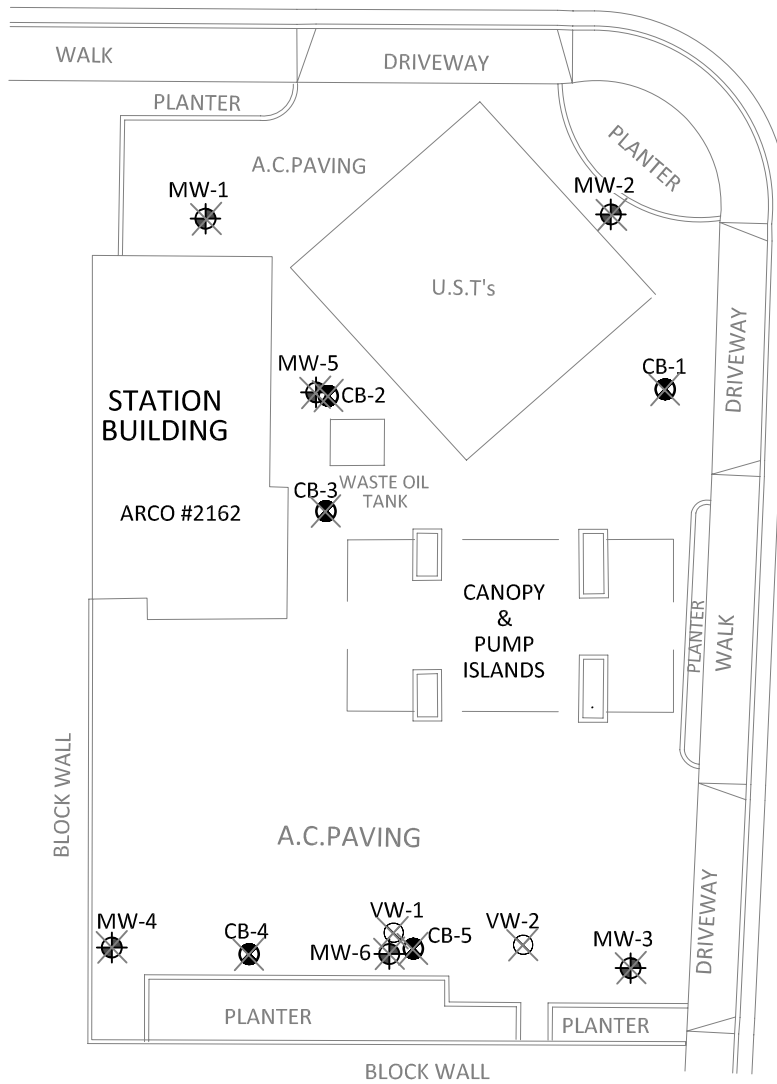 WALK
DRIVEWAY
PLANTER
PLANTER
A.C.PAVING
MW-1
MW-2
U.S.T's
DRIVEWAY
MW-5
CB-1
CB-2
STATION
BUILDING
WASTE OIL
TANK
CB-3
ARCO #2162
CANOPY
&
PUMP
ISLANDS
PLANTER
WALK
BLOCK WALL
A.C.PAVING
DRIVEWAY
MW-4
CB-4
VW-1
CB-5
VW-2
MW-6
MW-3
PLANTER
PLANTER
BLOCK WALL